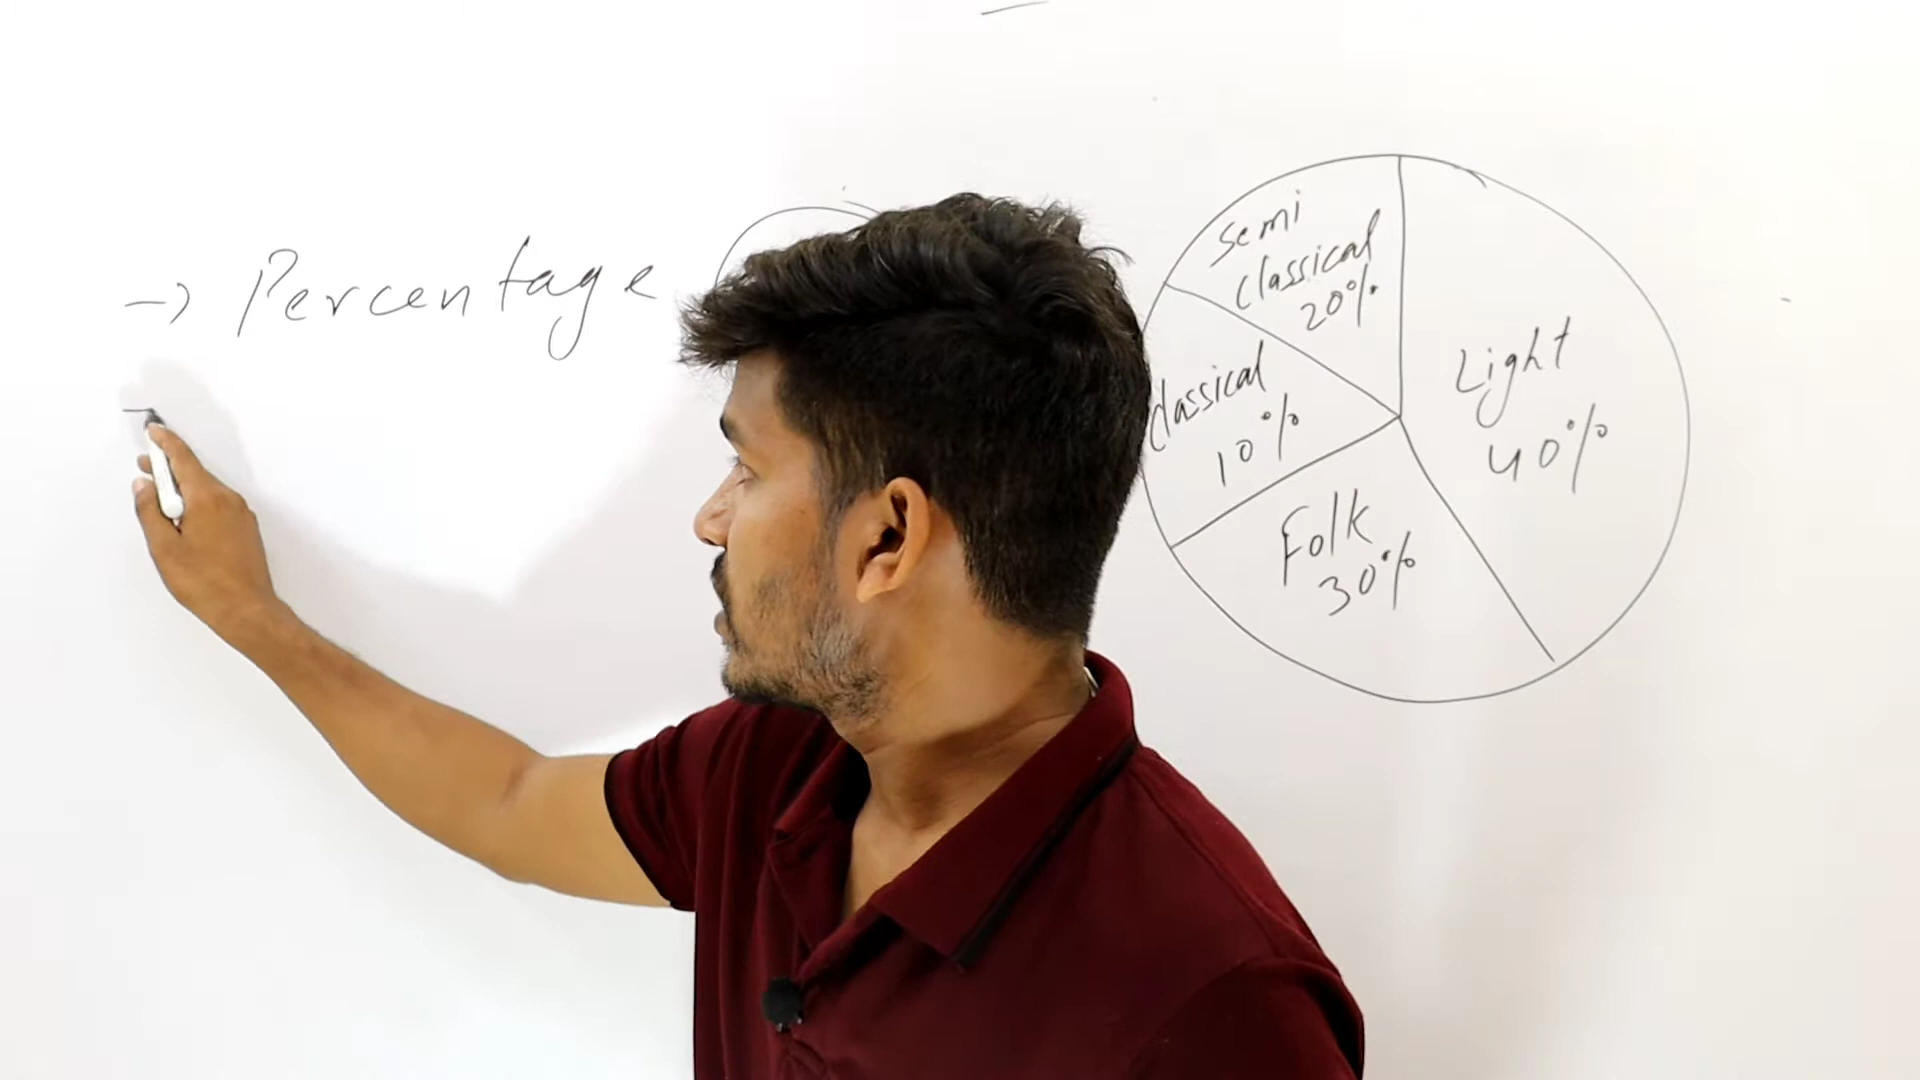 → Percentage
semi
classical
20%
Light
40%
classical
10%
Folk
30%